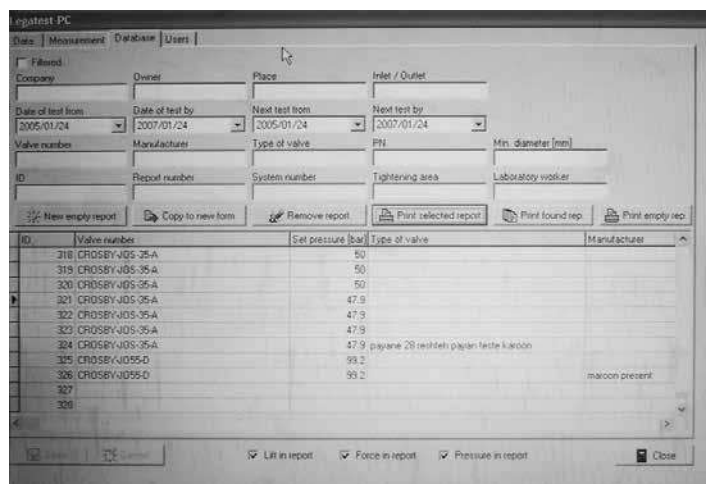 Legatest-PC
Data Measurement Database Users
Filtered
Company Owner Place Inlet / Outlet
Date of test from Date of test by Next test from Next test by
2005/01/24 2007/01/24 2005/01/24 2007/01/24
Valve number Manufacturer Type of valve PN Min. diameter [mm]
ID Report number System number Tightening area Laboratory worker
New empty report Copy to new form Remove report Print selected report Print found rep. Print empty rep.
ID Valve number Set pressure [bar] Type of valve Manufacturer
318 CROSBY-JOS-35-A 50
319 CROSBY-JOS-35-A 50
320 CROSBY-JOS-35-A 50
321 CROSBY-JOS-35-A 47.9
322 CROSBY-JOS-35-A 47.9
323 CROSBY-JOS-35-A 47.9
324 CROSBY-JOS-35-A 47.9 payane 28 reshteh payan teste karoon
325 CROSBY-JO55-D 99.2
326 CROSBY-JO55-D 99.2 maroon present
327
328
Cancel Lift in report Force in report Pressure in report Close